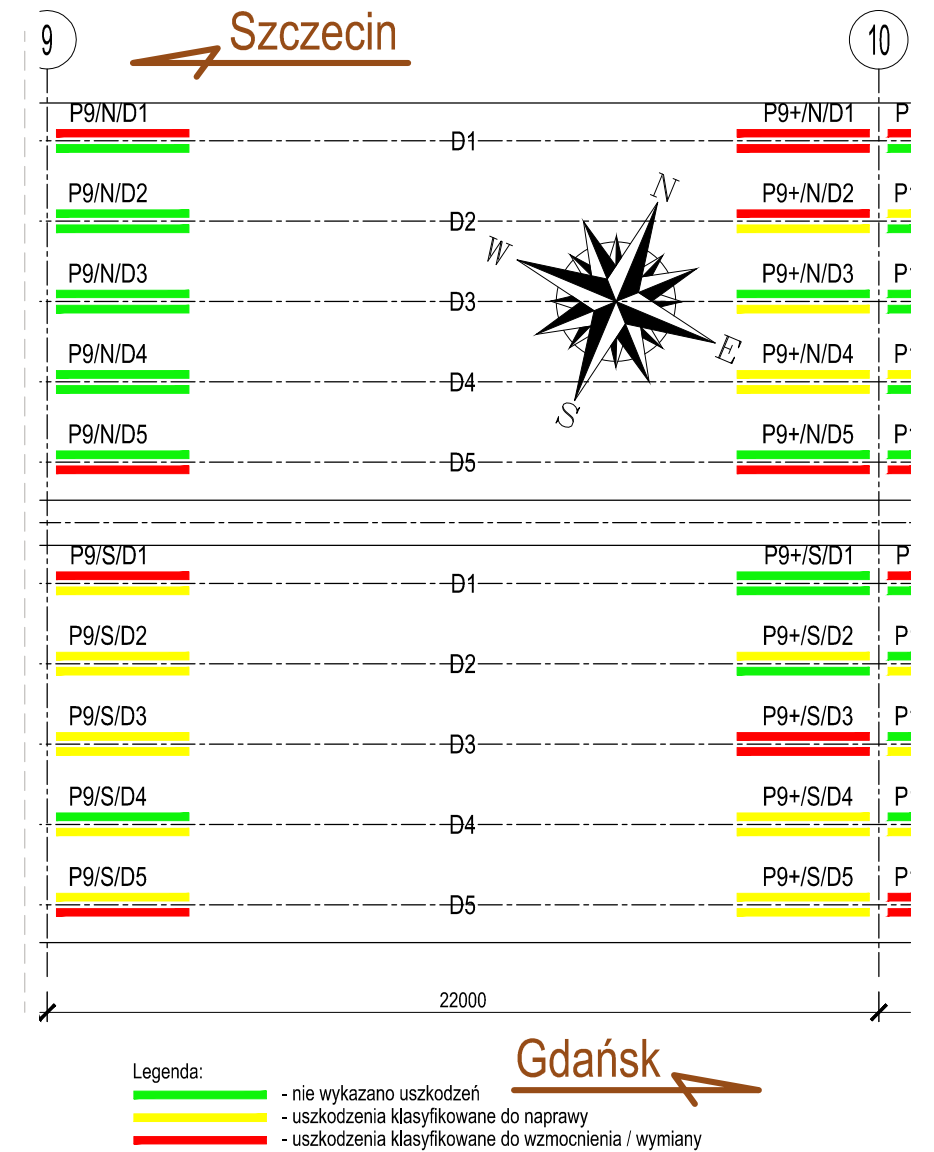 9 Szczecin 10
P9/N/D1 P9+/N/D1 P
D1
P9/N/D2 P9+/N/D2 P
D2
N
W
P9/N/D3 P9+/N/D3 P
D3
E
P9/N/D4 P9+/N/D4 P
D4
S
P9/N/D5 P9+/N/D5 P
D5
P9/S/D1 P9+/S/D1 P
D1
P9/S/D2 P9+/S/D2 P
D2
P9/S/D3 P9+/S/D3 P
D3
P9/S/D4 P9+/S/D4 P
D4
P9/S/D5 P9+/S/D5 P
D5
22000
Gdańsk
Legenda:
- nie wykazano uszkodzeń
- uszkodzenia klasyfikowane do naprawy
- uszkodzenia klasyfikowane do wzmocnienia / wymiany